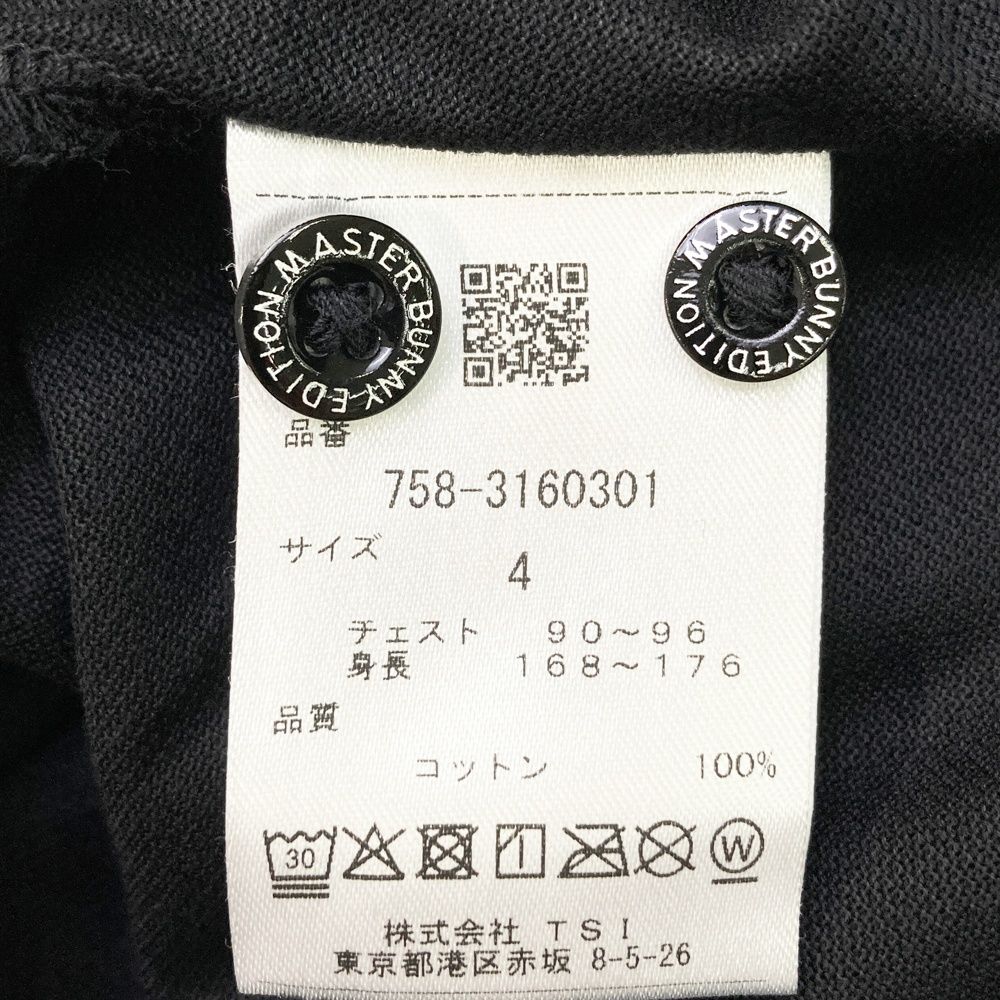 MASTER BUNNY EDITION
MASTER BUNNY EDITION
品番
758-3160301
サイズ
4
チェスト 90～96
身長 168～176
品質
コットン 100%
30
W
株式会社 TSI
東京都港区赤坂 8-5-26